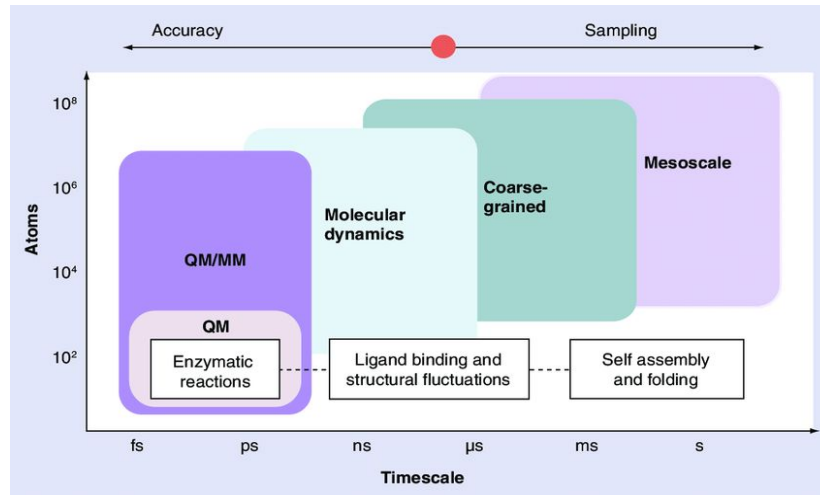 Accuracy
Sampling
10⁸
10⁶
10⁴
10²
Atoms
QM/MM
QM
Molecular
dynamics
Coarse-
grained
Mesoscale
Enzymatic
reactions
Ligand binding and
structural fluctuations
Self assembly
and folding
fs
ps
ns
μs
ms
s
Timescale